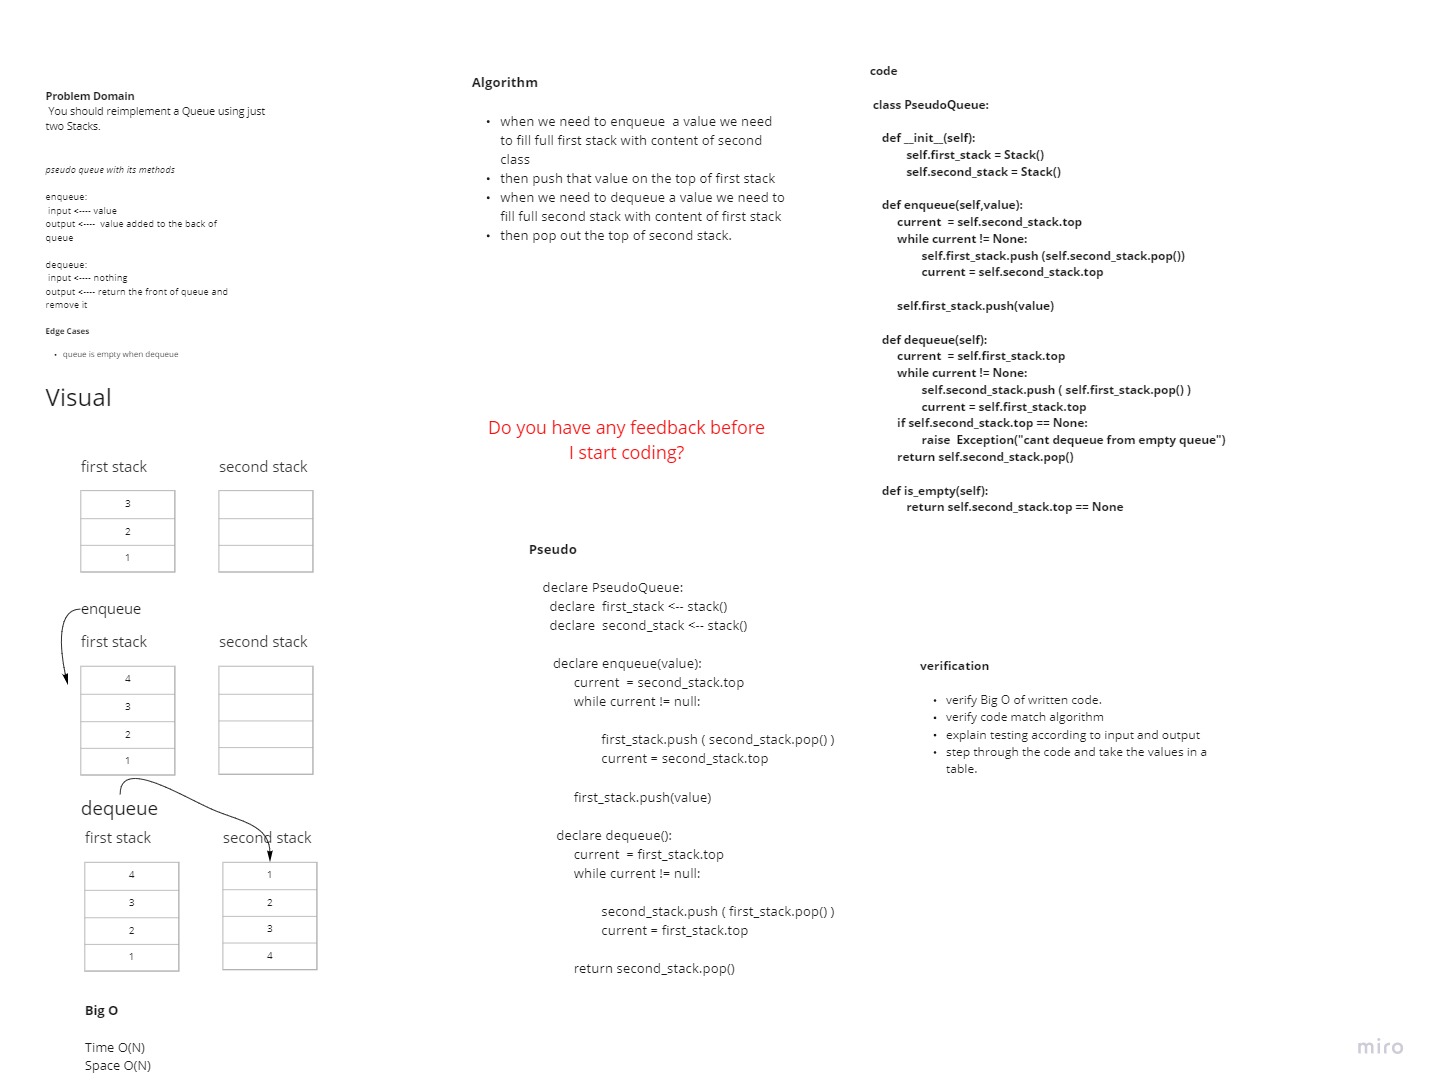 Problem Domain
You should reimplement a Queue using just
two Stacks.
pseudo queue with its methods
enqueue:
input <---- value
output <---- value added to the back of
queue
dequeue:
input <---- nothing
output <---- return the front of queue and
remove it
Edge Cases
• queue is empty when dequeue
Visual
first stack second stack
3
2
1
enqueue
first stack second stack
4
3
2
1
dequeue
first stack second stack
4 1
3 2
2 3
1 4
Big O
Time O(N)
Space O(N)
Algorithm
• when we need to enqueue a value we need
to fill full first stack with content of second
class
• then push that value on the top of first stack
• when we need to dequeue a value we need to
fill full second stack with content of first stack
• then pop out the top of second stack.
Do you have any feedback before
I start coding?
Pseudo
declare PseudoQueue:
declare first_stack <-- stack()
declare second_stack <-- stack()
declare enqueue(value):
current = second_stack.top
while current != null:
first_stack.push ( second_stack.pop() )
current = second_stack.top
first_stack.push(value)
declare dequeue():
current = first_stack.top
while current != null:
second_stack.push ( first_stack.pop() )
current = first_stack.top
return second_stack.pop()
code
class PseudoQueue:
def __init__(self):
self.first_stack = Stack()
self.second_stack = Stack()
def enqueue(self,value):
current = self.second_stack.top
while current != None:
self.first_stack.push (self.second_stack.pop())
current = self.second_stack.top
self.first_stack.push(value)
def dequeue(self):
current = self.first_stack.top
while current != None:
self.second_stack.push ( self.first_stack.pop() )
current = self.first_stack.top
if self.second_stack.top == None:
raise Exception("cant dequeue from empty queue")
return self.second_stack.pop()
def is_empty(self):
return self.second_stack.top == None
verification
• verify Big O of written code.
• verify code match algorithm
• explain testing according to input and output
• step through the code and take the values in a
table.
miro